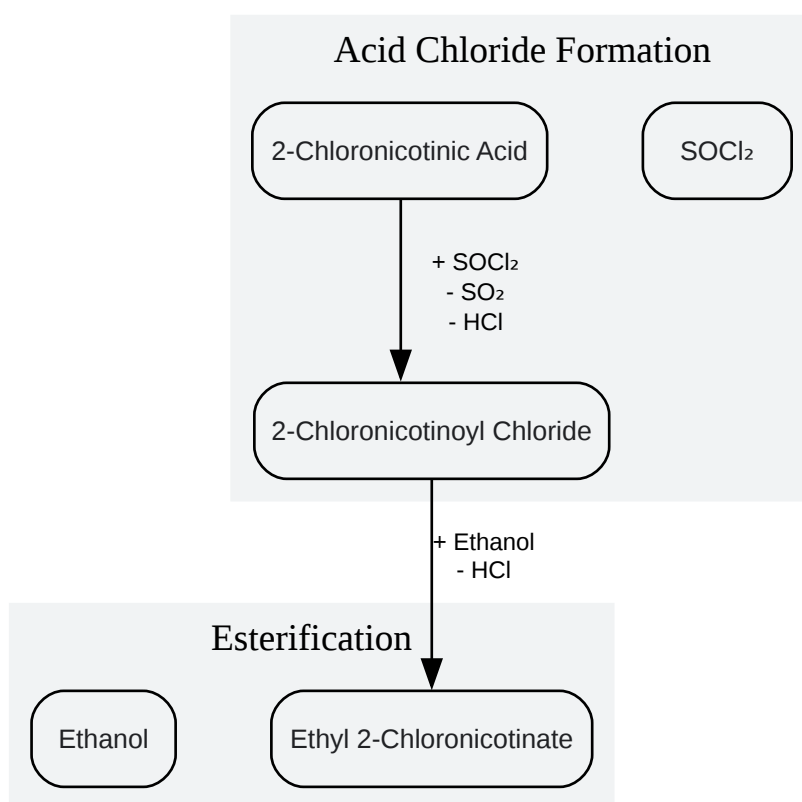 Acid Chloride Formation
2-Chloronicotinic Acid
SOCl₂
+ SOCl₂
- SO₂
- HCl
2-Chloronicotinoyl Chloride
+ Ethanol
- HCl
Esterification
Ethanol
Ethyl 2-Chloronicotinate